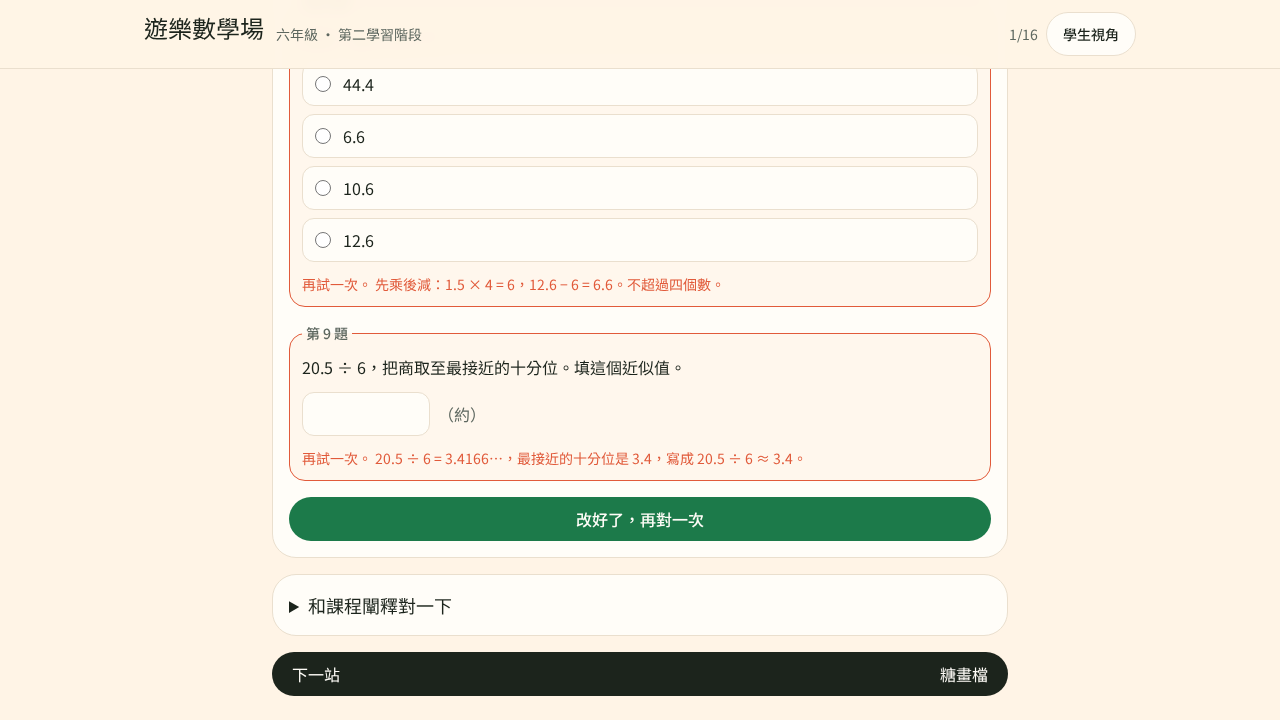 遊樂數學場 六年級 · 第二學習階段 1/16 學生視角
44.4
6.6
10.6
12.6
再試一次。 先乘後減：1.5 × 4 = 6，12.6 − 6 = 6.6。不超過四個數。
第 9 題
20.5 ÷ 6，把商取至最接近的十分位。填這個近似值。
（約）
再試一次。 20.5 ÷ 6 = 3.4166⋯，最接近的十分位是 3.4，寫成 20.5 ÷ 6 ≈ 3.4。
改好了，再對一次
和課程闡釋對一下
下一站 糖畫檔